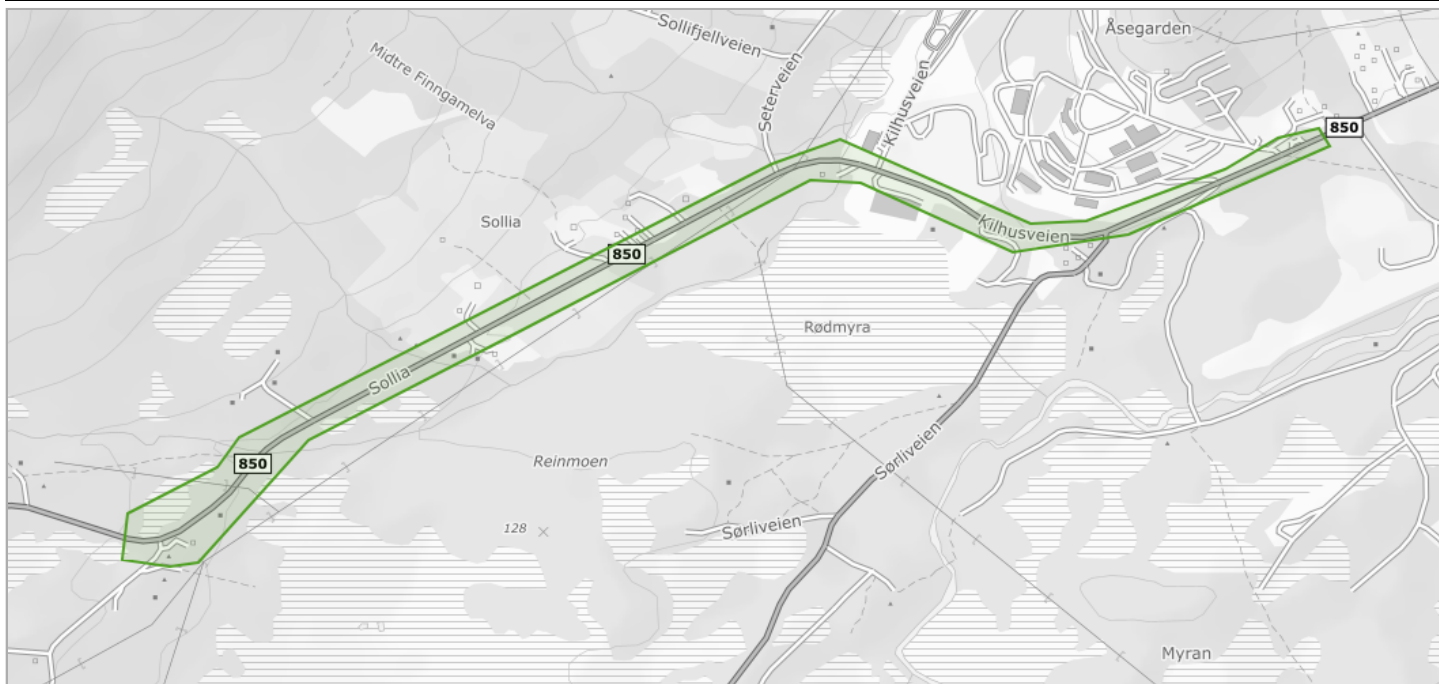 Sollifjellveien
Åsegarden
Midtre Finngamelva
Seterveien
Kilhusveien
850
Sollia
Kilhusveien
850
Rødmyra
Sollia
850
Reinmoen
Sørliveien
128
Sørliveien
Myran